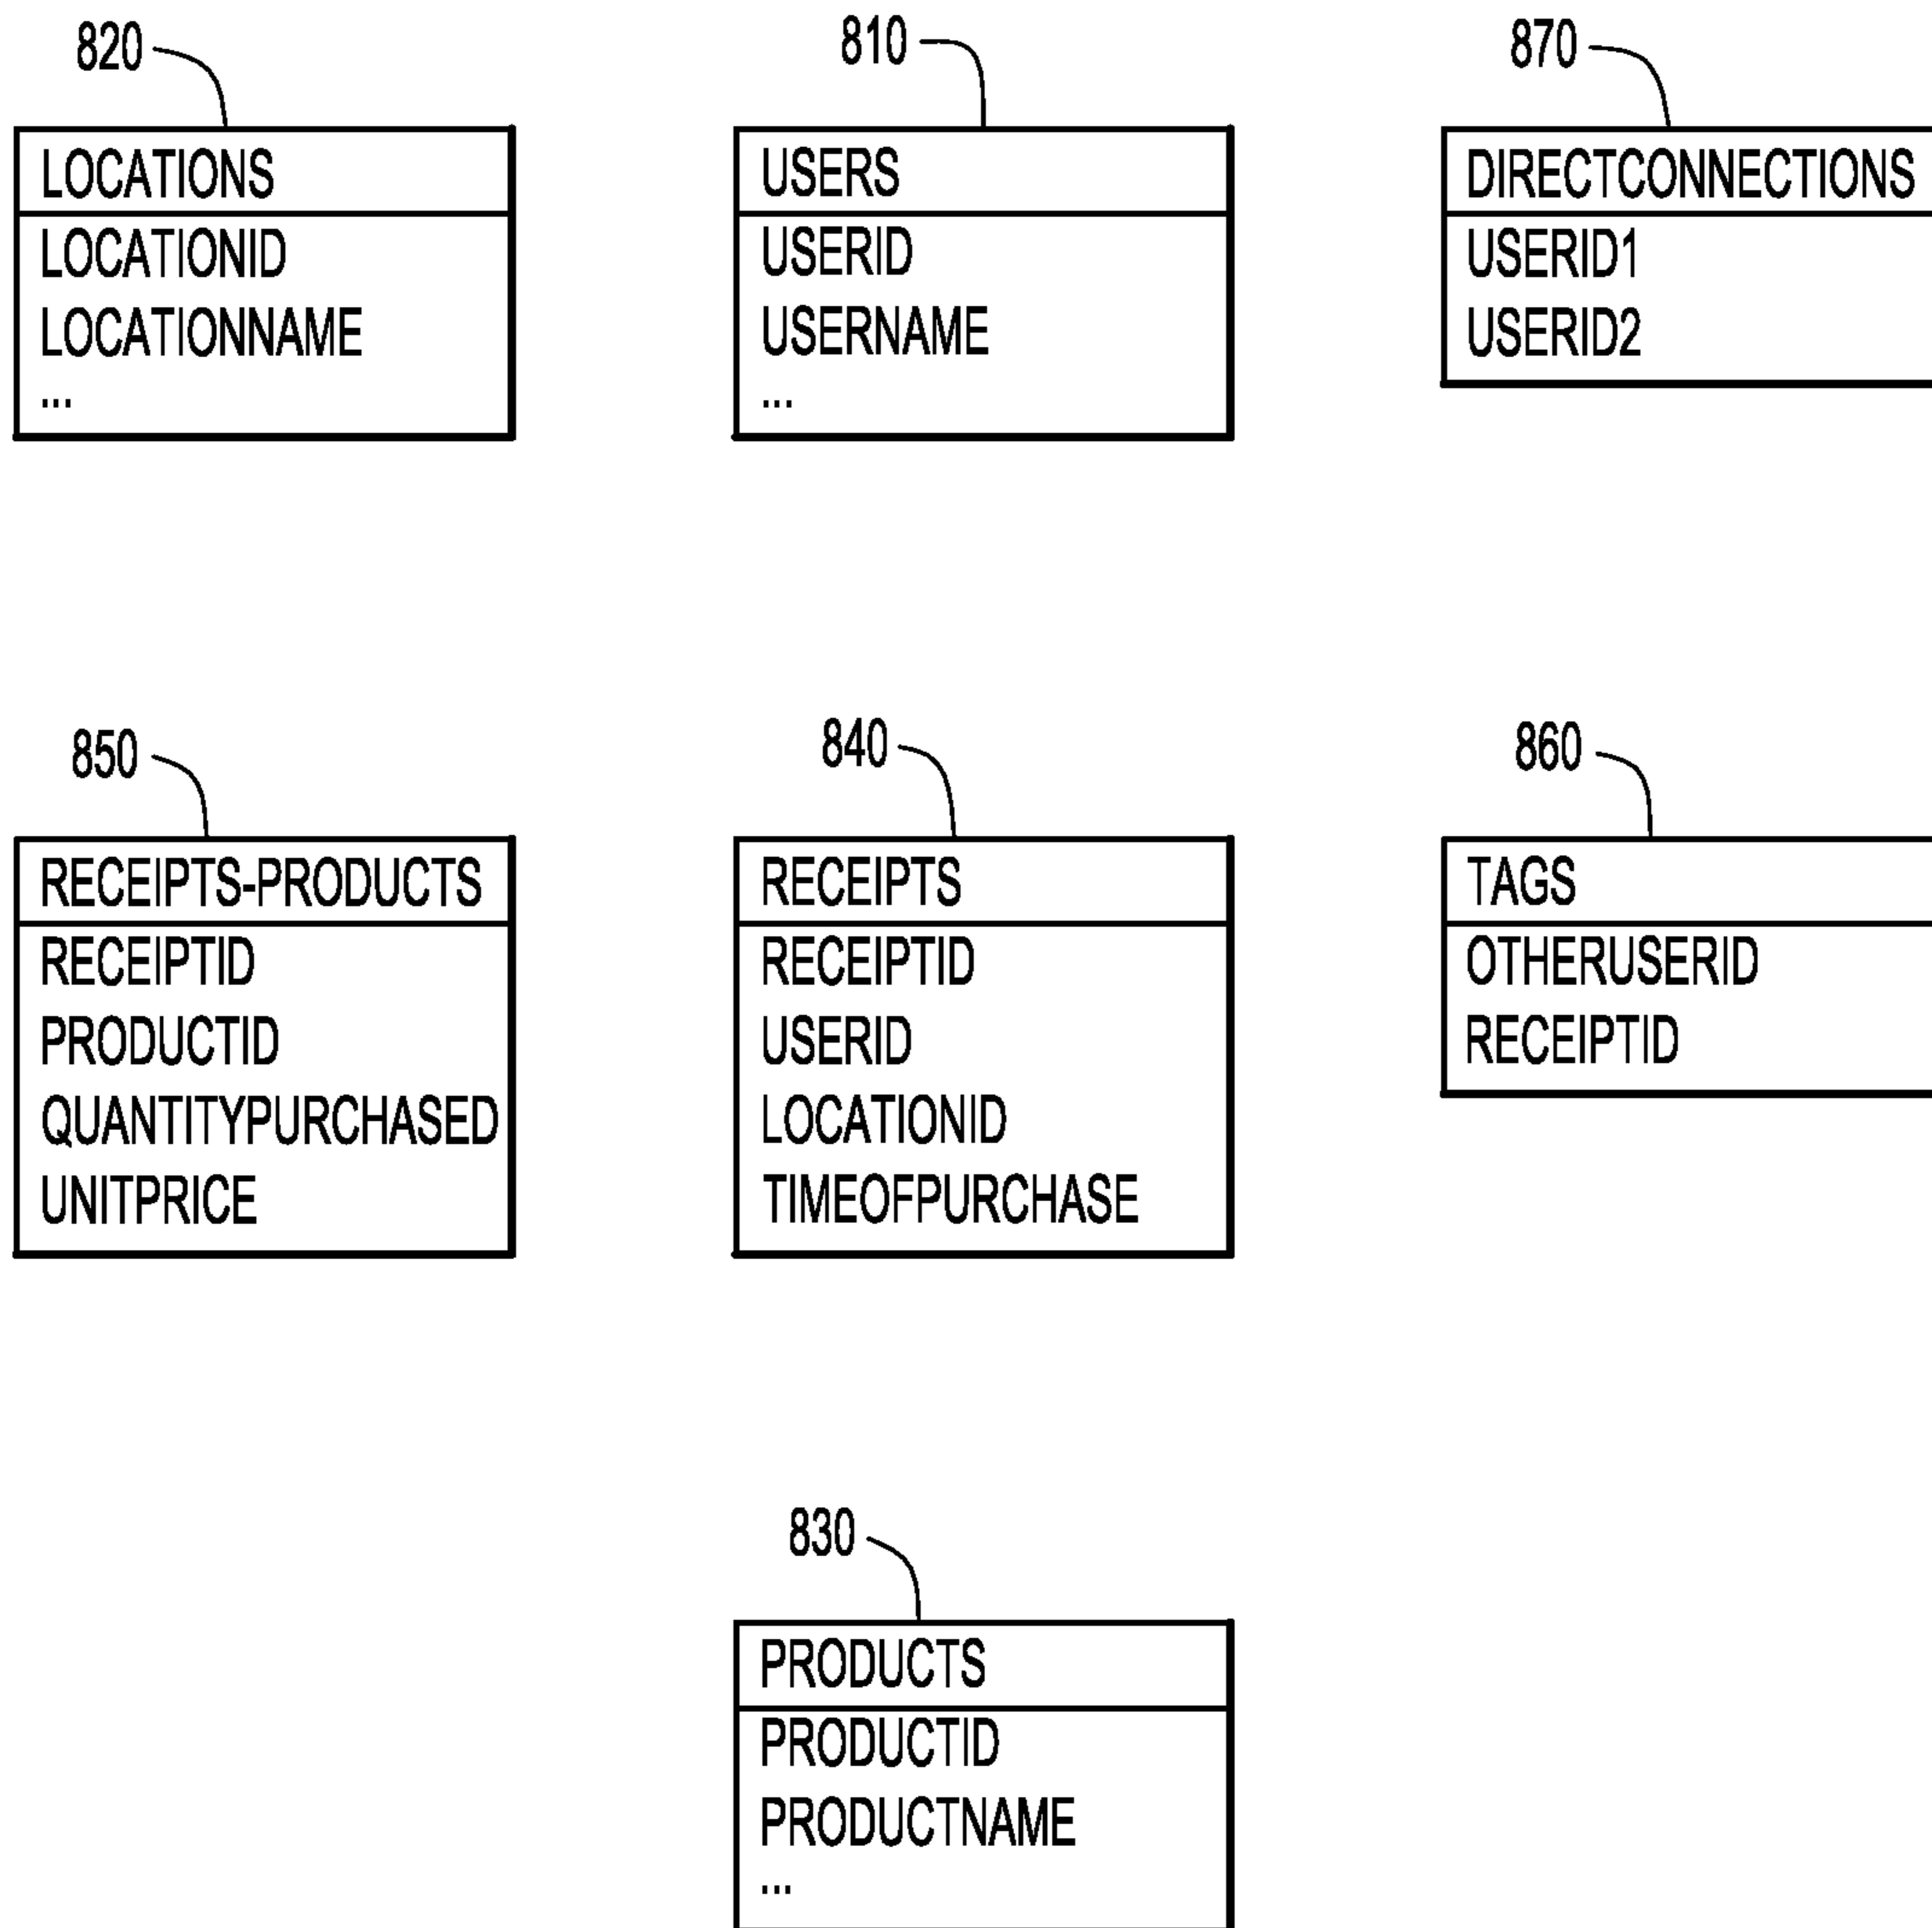 820
LOCATIONS
LOCATIONID
LOCATIONNAME
...
810
USERS
USERID
USERNAME
...
870
DIRECTCONNECTIONS
USERID1
USERID2
850
RECEIPTS-PRODUCTS
RECEIPTID
PRODUCTID
QUANTITYPURCHASED
UNITPRICE
840
RECEIPTS
RECEIPTID
USERID
LOCATIONID
TIMEOFPURCHASE
860
TAGS
OTHERUSERID
RECEIPTID
830
PRODUCTS
PRODUCTID
PRODUCTNAME
...